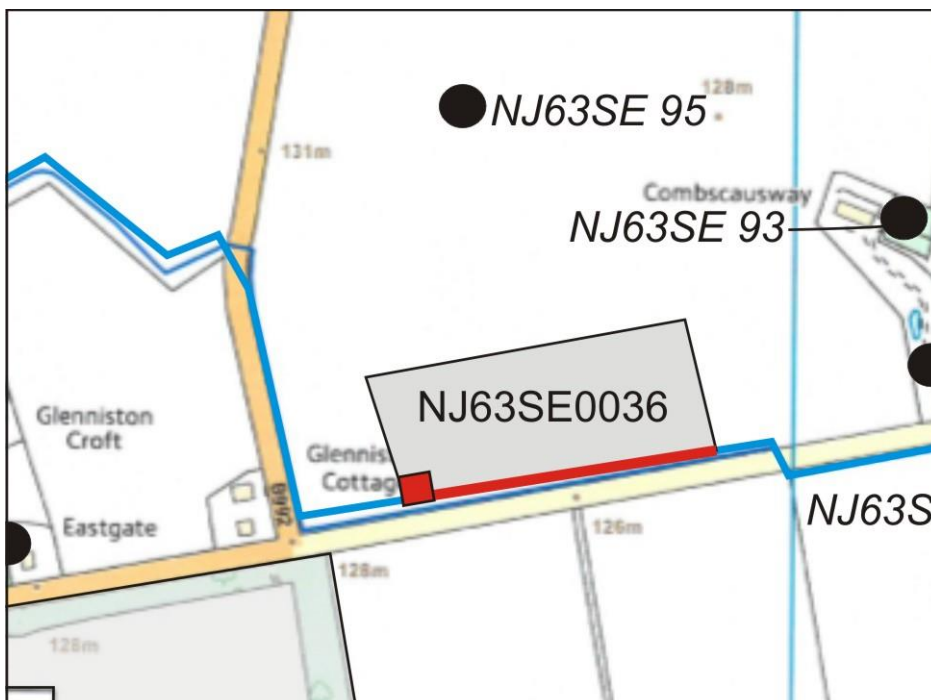 128m
NJ63SE 95
131m
Combscausway
NJ63SE 93
NJ63SE0036
Glenniston
Croft
Glennis
Cottag
B992
NJ63S
Eastgate
126m
128m
128m